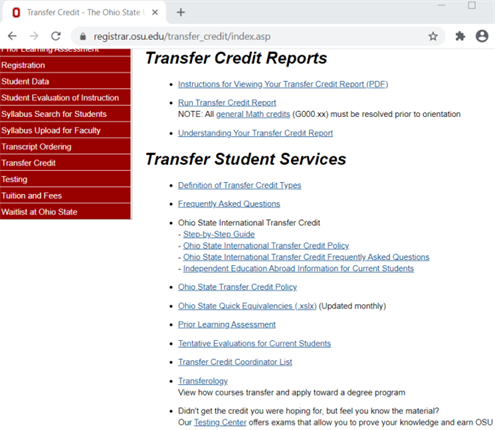 Transfer Credit - The Ohio State
registrar.osu.edu/transfer_credit/index.asp
Prior Learning Assessment
Registration
Student Data
Student Evaluation of Instruction
Syllabus Search for Students
Syllabus Upload for Faculty
Transcript Ordering
Transfer Credit
Testing
Tuition and Fees
Waitlist at Ohio State
Transfer Credit Reports
• Instructions for Viewing Your Transfer Credit Report (PDF)
• Run Transfer Credit Report
NOTE: All general Math credits (G000.xx) must be resolved prior to orientation
• Understanding Your Transfer Credit Report
Transfer Student Services
• Definition of Transfer Credit Types
• Frequently Asked Questions
• Ohio State International Transfer Credit
- Step-by-Step Guide
- Ohio State International Transfer Credit Policy
- Ohio State International Transfer Credit Frequently Asked Questions
- Independent Education Abroad Information for Current Students
• Ohio State Transfer Credit Policy
• Ohio State Quick Equivalencies (.xslx) (Updated monthly)
• Prior Learning Assessment
• Tentative Evaluations for Current Students
• Transfer Credit Coordinator List
• Transferology
View how courses transfer and apply toward a degree program
• Didn't get the credit you were hoping for, but feel you know the material?
Our Testing Center offers exams that allow you to prove your knowledge and earn OSU